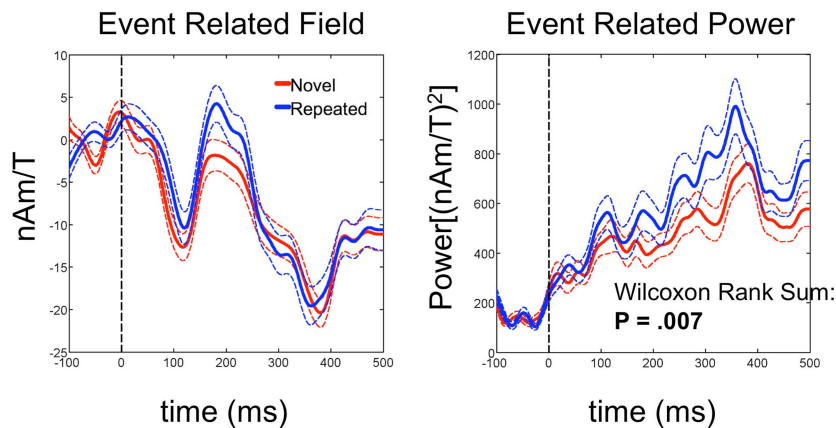 Event Related Field
nAm/T
10
5
0
-5
-10
-15
-20
-25
-100
0
100
200
300
400
500
time (ms)
Novel
Repeated
Event Related Power
Power[(nAm/T)²]
1200
1000
800
600
400
200
0
-100
0
100
200
300
400
500
time (ms)
Wilcoxon Rank Sum:
P = .007